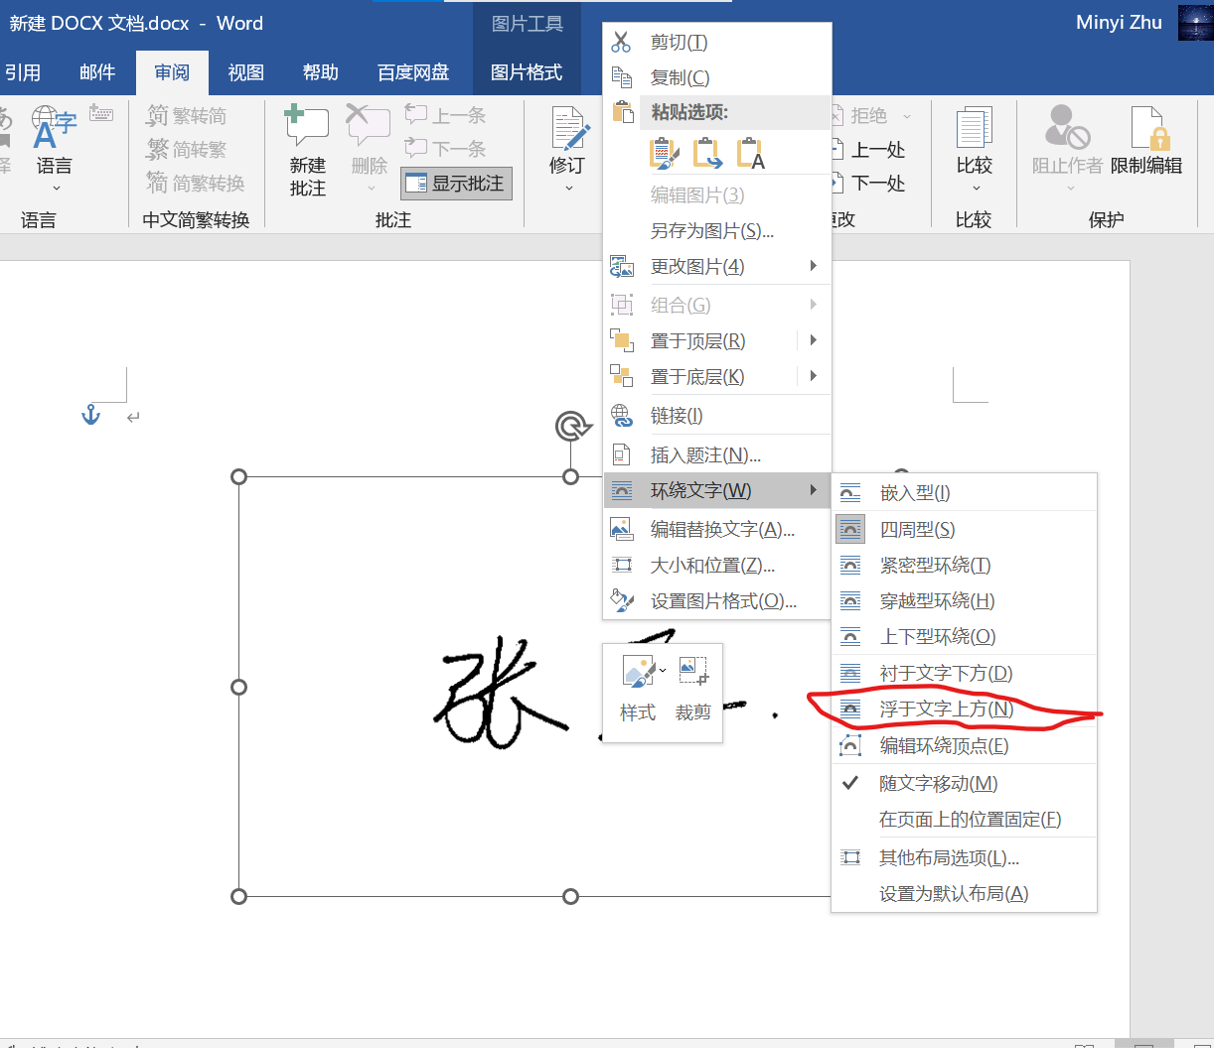 新建 DOCX 文档.docx - Word
图片工具
Minyi Zhu
引用
邮件
审阅
视图
帮助
百度网盘
图片格式
语言
语言
繁转简
简转繁
简繁转换
中文简繁转换
新建
批注
删除
上一条
下一条
显示批注
批注
修订
拒绝
上一处
下一处
更改
比较
比较
阻止作者
限制编辑
保护
剪切(T)
复制(C)
粘贴选项:
编辑图片(3)
另存为图片(S)...
更改图片(4)
组合(G)
置于顶层(R)
置于底层(K)
链接(I)
插入题注(N)...
环绕文字(W)
编辑替换文字(A)...
大小和位置(Z)...
设置图片格式(O)...
嵌入型(I)
四周型(S)
紧密型环绕(T)
穿越型环绕(H)
上下型环绕(O)
衬于文字下方(D)
浮于文字上方(N)
编辑环绕顶点(E)
随文字移动(M)
在页面上的位置固定(F)
其他布局选项(L)...
设置为默认布局(A)
样式
裁剪
张